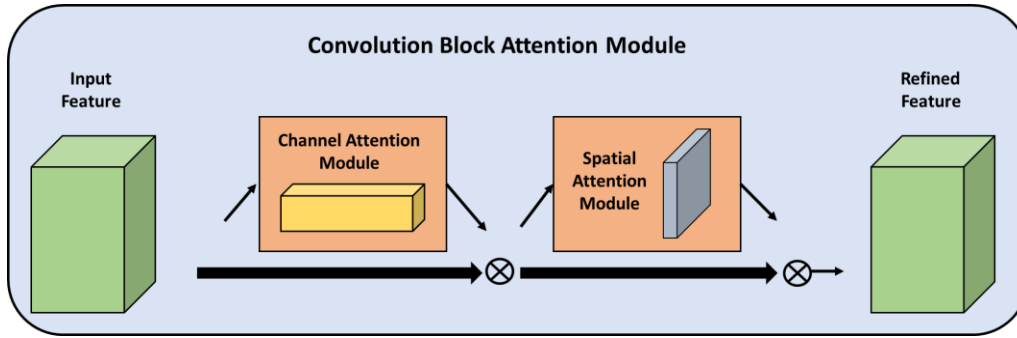 Convolution Block Attention Module
Input
Feature
Channel Attention
Module
Spatial
Attention
Module
Refined
Feature